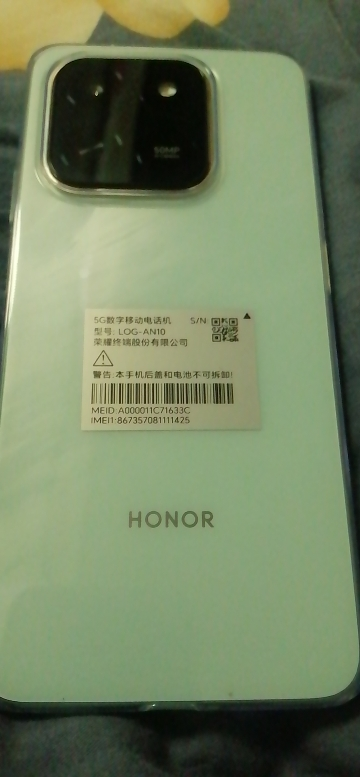 50MP
5G数字移动电话机 S/N:
型号: LOG-AN10
荣耀终端股份有限公司
警告:本手机后盖和电池不可拆卸!
MEID:A000011C71633C
IMEI1:867357081111425
HONOR